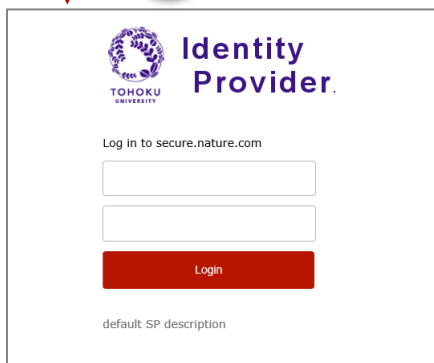 Identity
Provider.
TOHOKU
UNIVERSITY
Log in to secure.nature.com
Login
default SP description